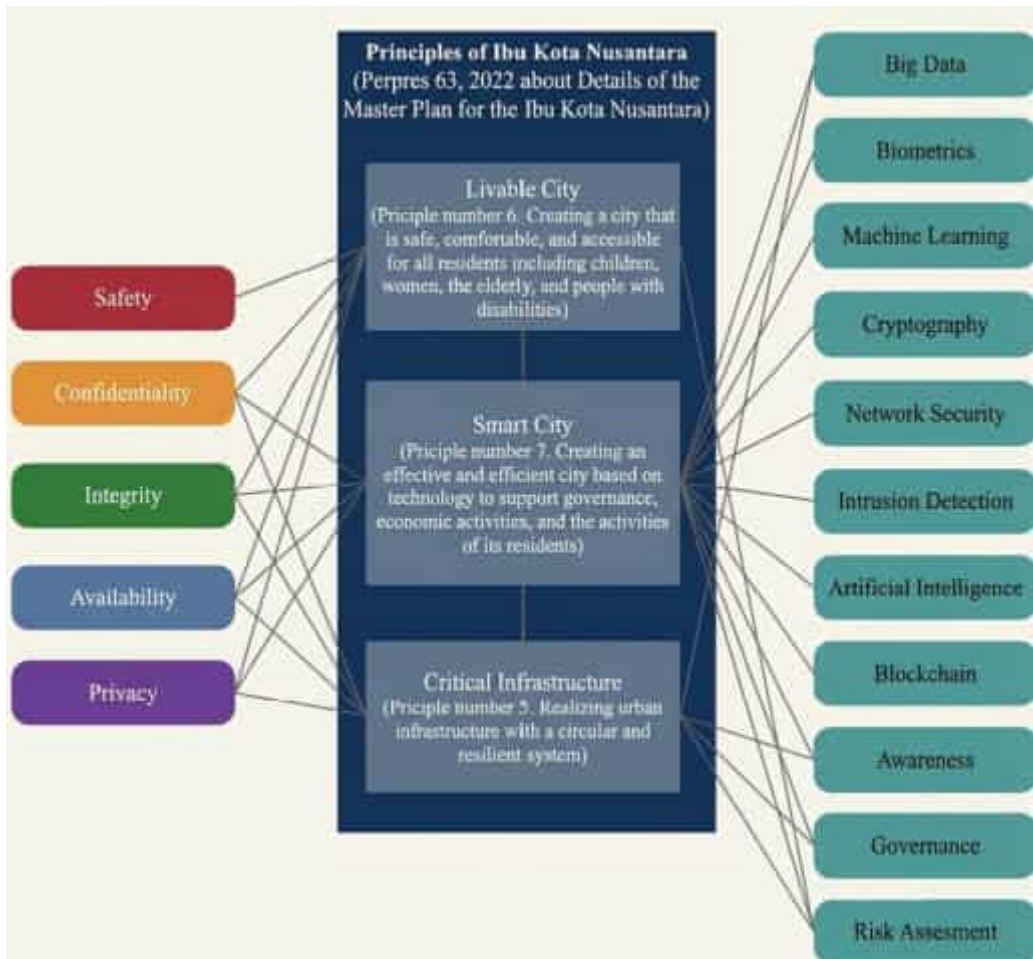 Principles of Ibu Kota Nusantara
(Perpres 63, 2022 about Details of the
Master Plan for the Ibu Kota Nusantara)
Livable City
(Priciple number 6. Creating a city that
is safe, comfortable, and accessible
for all residents including children,
women, the elderly, and people with
disabilities)
Smart City
(Priciple number 7. Creating an
effective and efficient city based on
technology to support governance,
economic activities, and the activities
of its residents)
Critical Infrastructure
(Priciple number 5. Realizing urban
infrastructure with a circular and
resilient system)
Safety
Confidentiality
Integrity
Availability
Privacy
Big Data
Biometrics
Machine Learning
Cryptography
Network Security
Intrusion Detection
Artificial Intelligence
Blockchain
Awareness
Governance
Risk Assesment